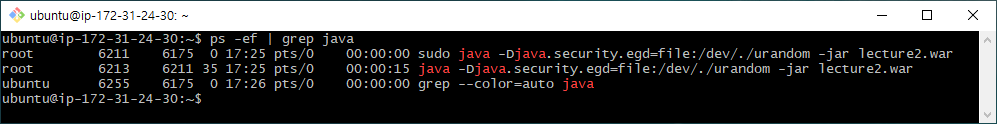 ubuntu@ip-172-31-24-30: ~
ubuntu@ip-172-31-24-30:~$ ps -ef | grep java
root      6211  6175  0 17:25 pts/0    00:00:00 sudo java -Djava.security.egd=file:/dev/./urandom -jar lecture2.war
root      6213  6211 35 17:25 pts/0    00:00:15 java -Djava.security.egd=file:/dev/./urandom -jar lecture2.war
ubuntu    6255  6175  0 17:26 pts/0    00:00:00 grep --color=auto java
ubuntu@ip-172-31-24-30:~$